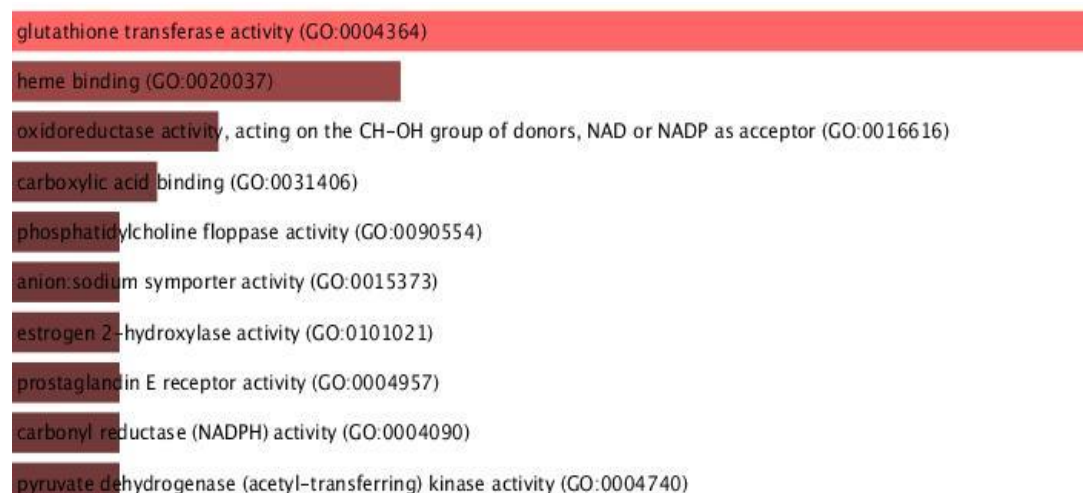 glutathione transferase activity (GO:0004364)
heme binding (GO:0020037)
oxidoreductase activity, acting on the CH-OH group of donors, NAD or NADP as acceptor (GO:0016616)
carboxylic acid binding (GO:0031406)
phosphatidylcholine floppase activity (GO:0090554)
anion:sodium symporter activity (GO:0015373)
estrogen 2-hydroxylase activity (GO:0101021)
prostaglandin E receptor activity (GO:0004957)
carbonyl reductase (NADPH) activity (GO:0004090)
pyruvate dehydrogenase (acetyl-transferring) kinase activity (GO:0004740)